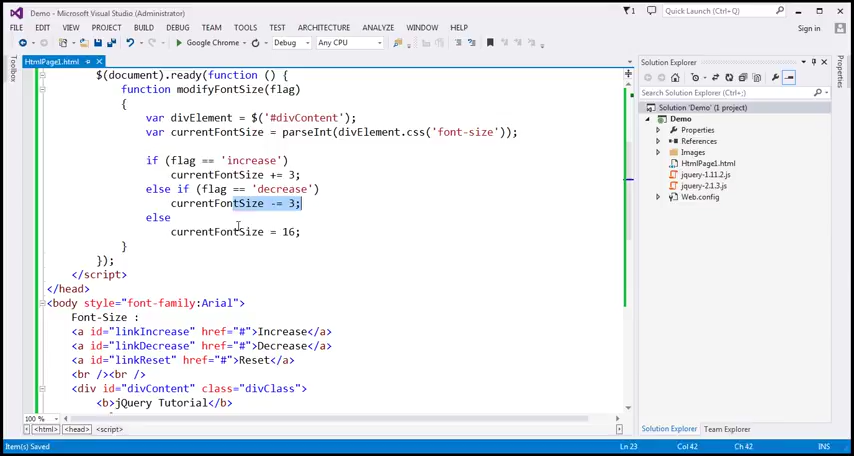 Demo - Microsoft Visual Studio (Administrator)
1
Quick Launch (Ctrl+Q)
FILE EDIT VIEW PROJECT BUILD DEBUG TEAM TOOLS TEST ARCHITECTURE ANALYZE WINDOW HELP
Sign in
Google Chrome Debug Any CPU
Toolbox
HtmlPage1.html
$(document).ready(function () {
function modifyFontSize(flag)
{
var divElement = $('#divContent');
var currentFontSize = parseInt(divElement.css('font-size'));
if (flag == 'increase')
currentFontSize += 3;
else if (flag == 'decrease')
currentFontSize -= 3;
else
currentFontSize = 16;
}
});
</script>
</head>
<body style="font-family:Arial">
Font-Size :
<a id="linkIncrease" href="#">Increase</a>
<a id="linkDecrease" href="#">Decrease</a>
<a id="linkReset" href="#">Reset</a>
<br /><br />
<div id="divContent" class="divClass">
<b>jQuery Tutorial</b>
100 %
<html> <head> <script>
Solution Explorer
Search Solution Explorer (Ctrl+;)
Solution 'Demo' (1 project)
Demo
Properties
References
Images
HtmlPage1.html
jquery-1.11.2.js
jquery-2.1.3.js
Web.config
Solution Explorer Team Explorer
Properties
Item(s) Saved Ln 23 Col 42 Ch 42 INS